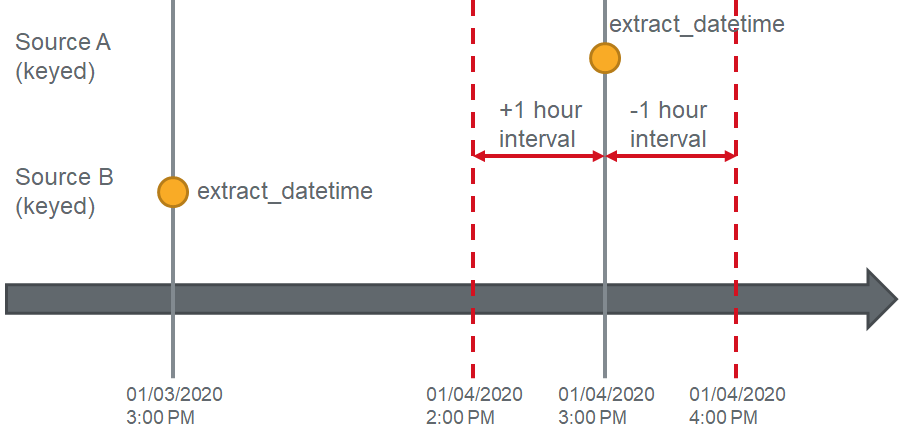 extract_datetime
Source A
(keyed)
+1 hour
interval
-1 hour
interval
Source B
(keyed)
extract_datetime
01/03/2020
3:00 PM
01/04/2020
2:00 PM
01/04/2020
3:00 PM
01/04/2020
4:00 PM